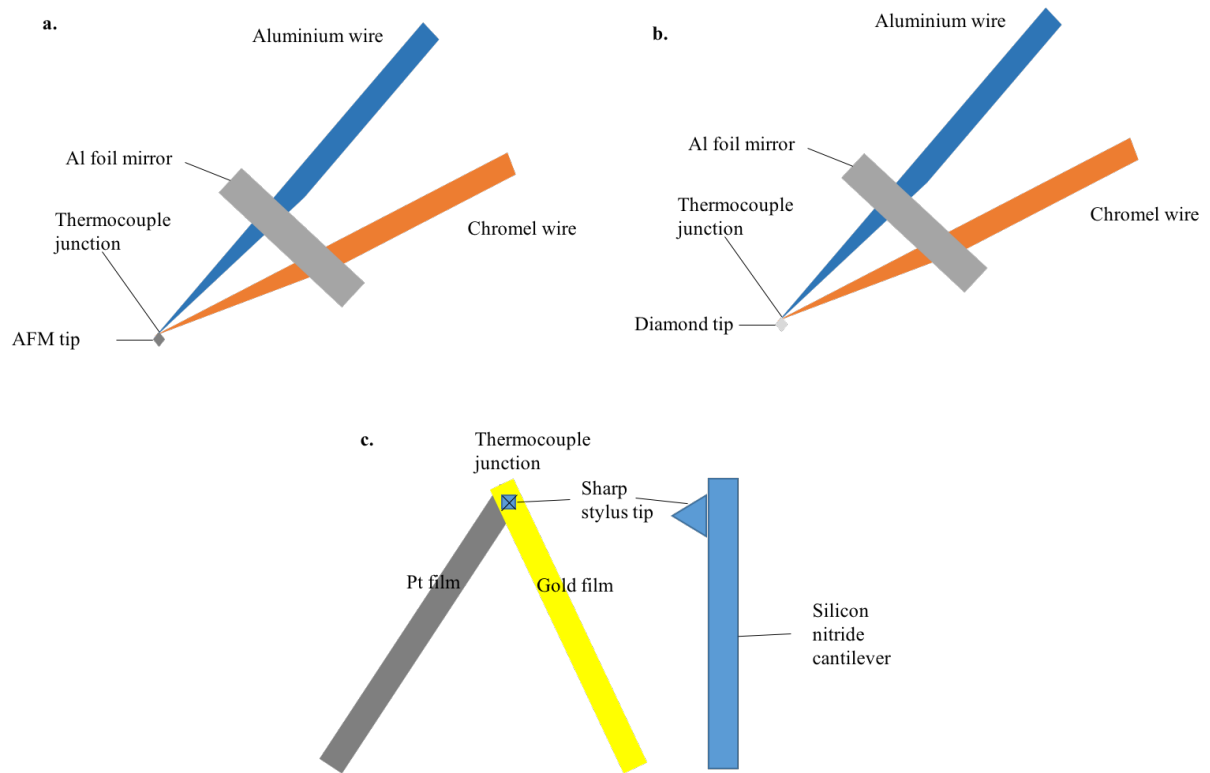 a.
Aluminium wire
Al foil mirror
Thermocouple
junction
Chromel wire
AFM tip
b.
Aluminium wire
Al foil mirror
Thermocouple
junction
Chromel wire
Diamond tip
c.
Thermocouple
junction
Sharp
stylus tip
Pt film
Gold film
Silicon
nitride
cantilever